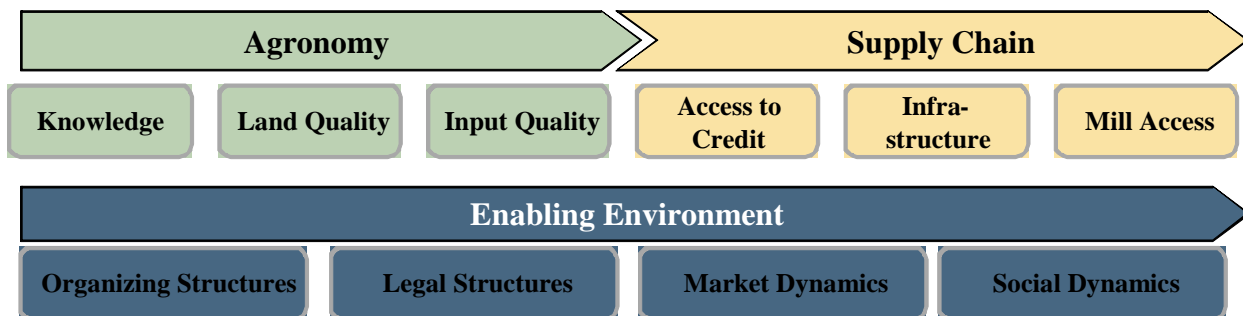 Agronomy Supply Chain
Knowledge Land Quality Input Quality Access to Credit Infra-structure Mill Access
Enabling Environment
Organizing Structures Legal Structures Market Dynamics Social Dynamics